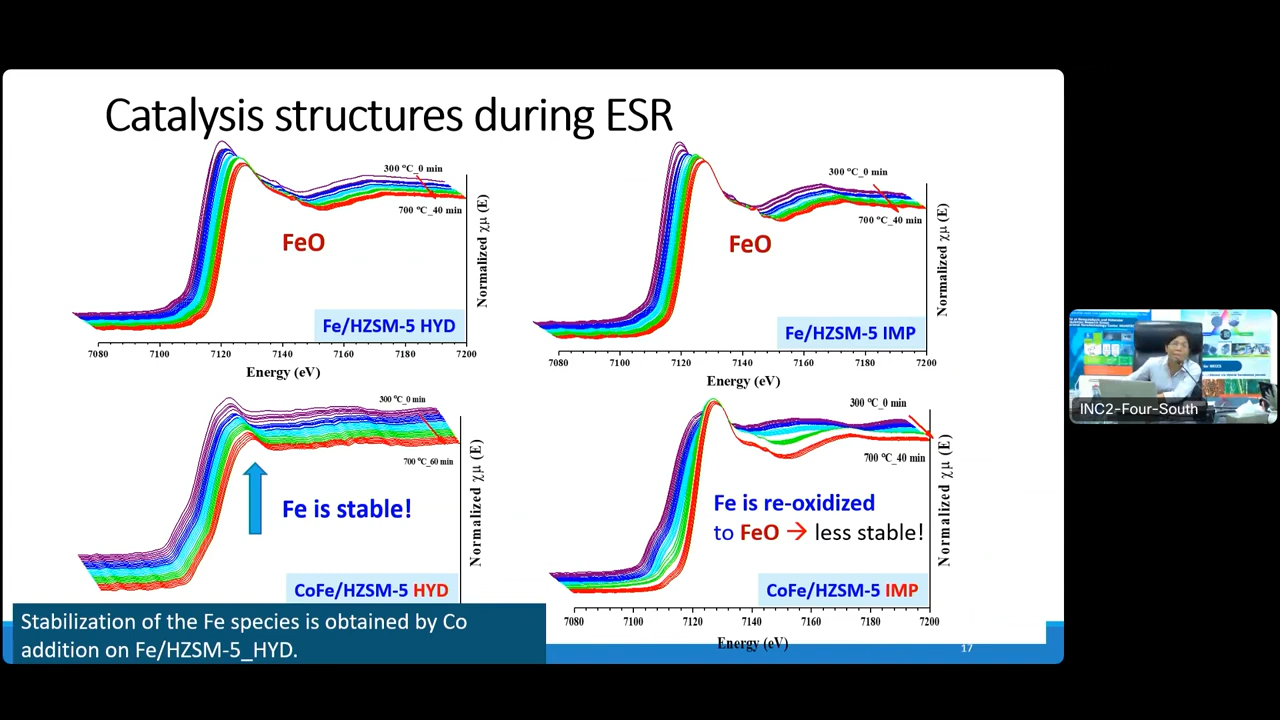 Catalysis structures during ESR
300 °C_0 min
700 °C_40 min
FeO
Fe/HZSM-5 HYD
Normalized χμ (E)
7080 7100 7120 7140 7160 7180 7200
Energy (eV)
300 °C_0 min
700 °C_40 min
FeO
Fe/HZSM-5 IMP
Normalized χμ (E)
7080 7100 7120 7140 7160 7180 7200
Energy (eV)
300 °C_0 min
700 °C_60 min
Fe is stable!
CoFe/HZSM-5 HYD
Normalized χμ (E)
300 °C_0 min
700 °C_40 min
Fe is re-oxidized
to FeO → less stable!
CoFe/HZSM-5 IMP
Normalized χμ (E)
7080 7100 7120 7140 7160 7180 7200
Energy (eV)
Stabilization of the Fe species is obtained by Co
addition on Fe/HZSM-5_HYD.
17
INC2-Four-South